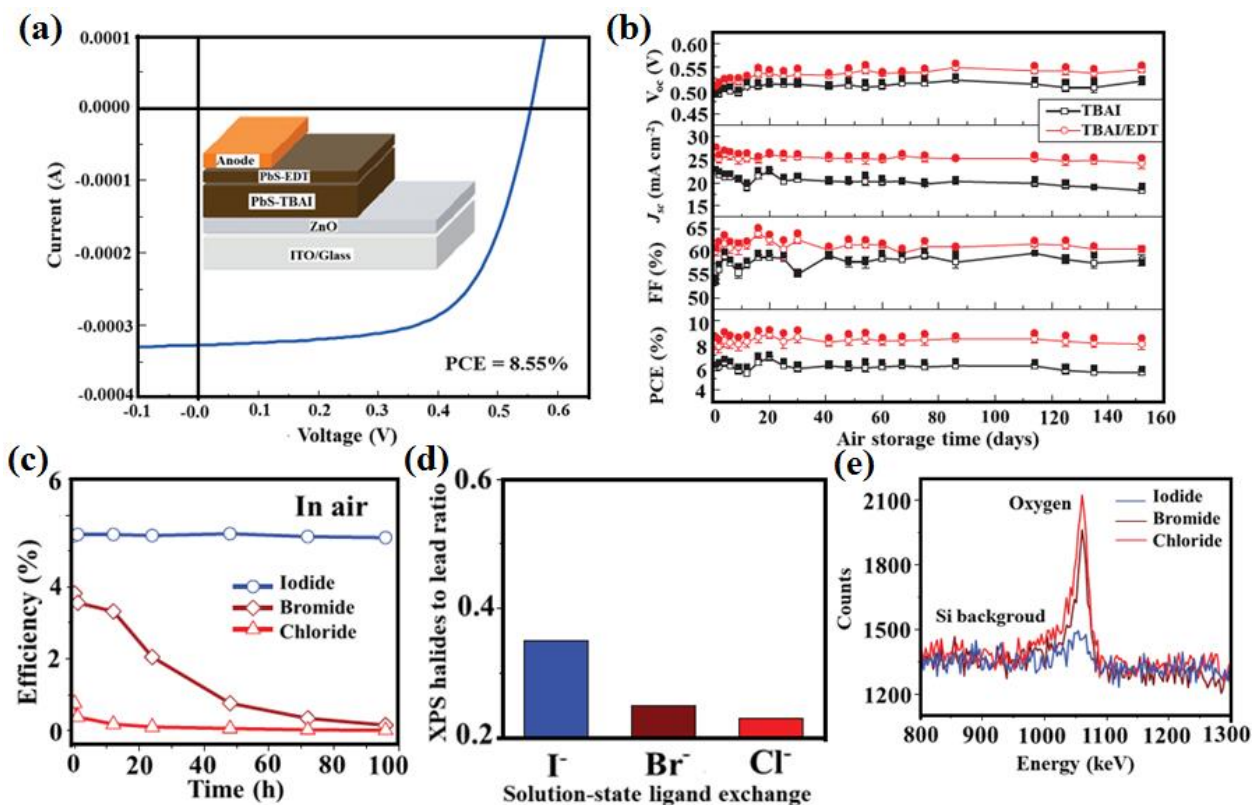 (a)
0.0001
0.0000
-0.0001
-0.0002
-0.0003
-0.0004
Current (A)
Anode
PbS-EDT
PbS-TBAI
ZnO
ITO/Glass
PCE = 8.55%
-0.1
-0.0
0.1
0.2
0.3
0.4
0.5
0.6
Voltage (V)
(b)
0.60
0.55
0.50
0.45
Voc (V)
TBAI
TBAI/EDT
30
25
20
15
Jsc (mA cm-2)
65
60
55
50
FF (%)
10
8
6
4
PCE (%)
0
20
40
60
80
100
120
140
160
Air storage time (days)
(c)
6
4
2
0
Efficiency (%)
In air
Iodide
Bromide
Chloride
0
20
40
60
80
100
Time (h)
(d)
0.6
0.4
0.2
XPS halides to lead ratio
I-
Br-
Cl-
Solution-state ligand exchange
(e)
2100
1800
1500
1200
Counts
Oxygen
Iodide
Bromide
Chloride
Si backgroud
800
900
1000
1100
1200
1300
Energy (keV)